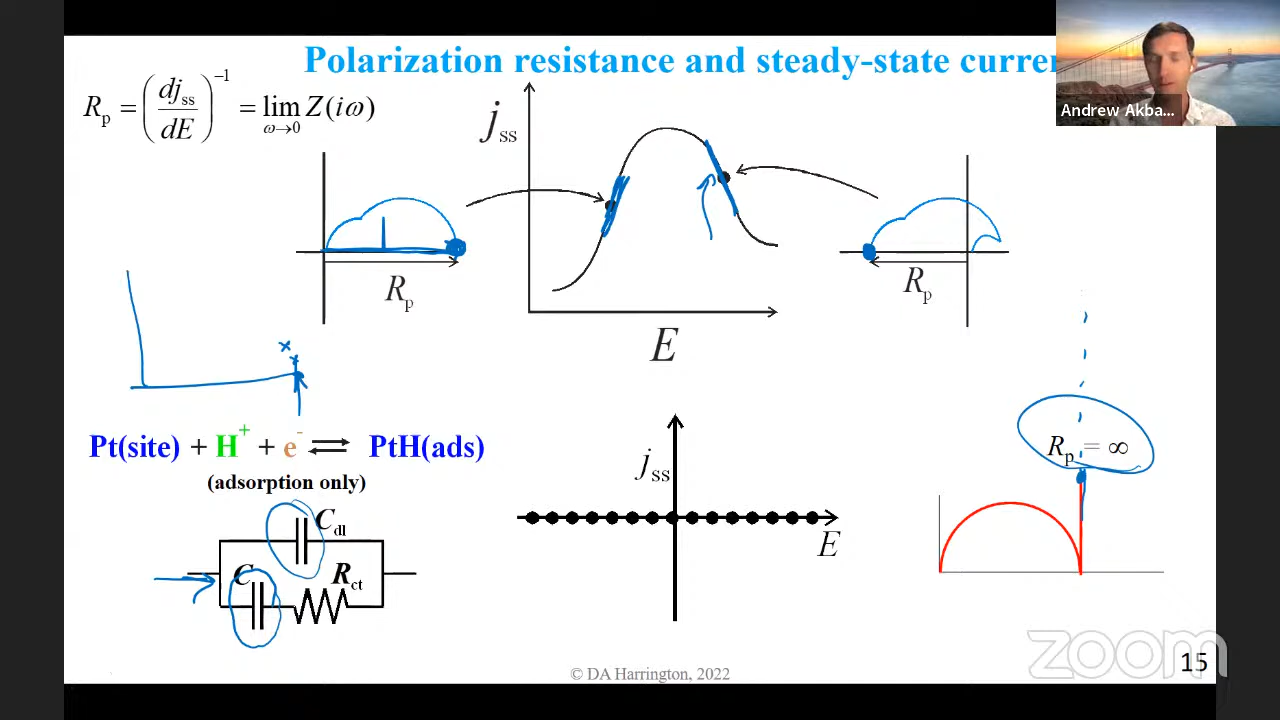 Polarization resistance and steady-state curre
Andrew Akba...
R_p = (dj_ss/dE)^−1 = lim_{ω→0} Z(iω)
j_ss
R_p
E
R_p
Pt(site) + H^+ + e^- ⇌ PtH(ads)
(adsorption only)
C_dl
C
R_ct
j_ss
E
R_p = ∞
© DA Harrington, 2022
zoom
15